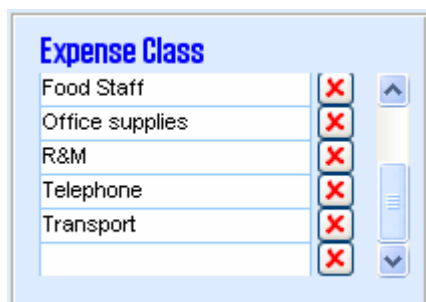 Expense Class
Food Staff
Office supplies
R&M
Telephone
Transport